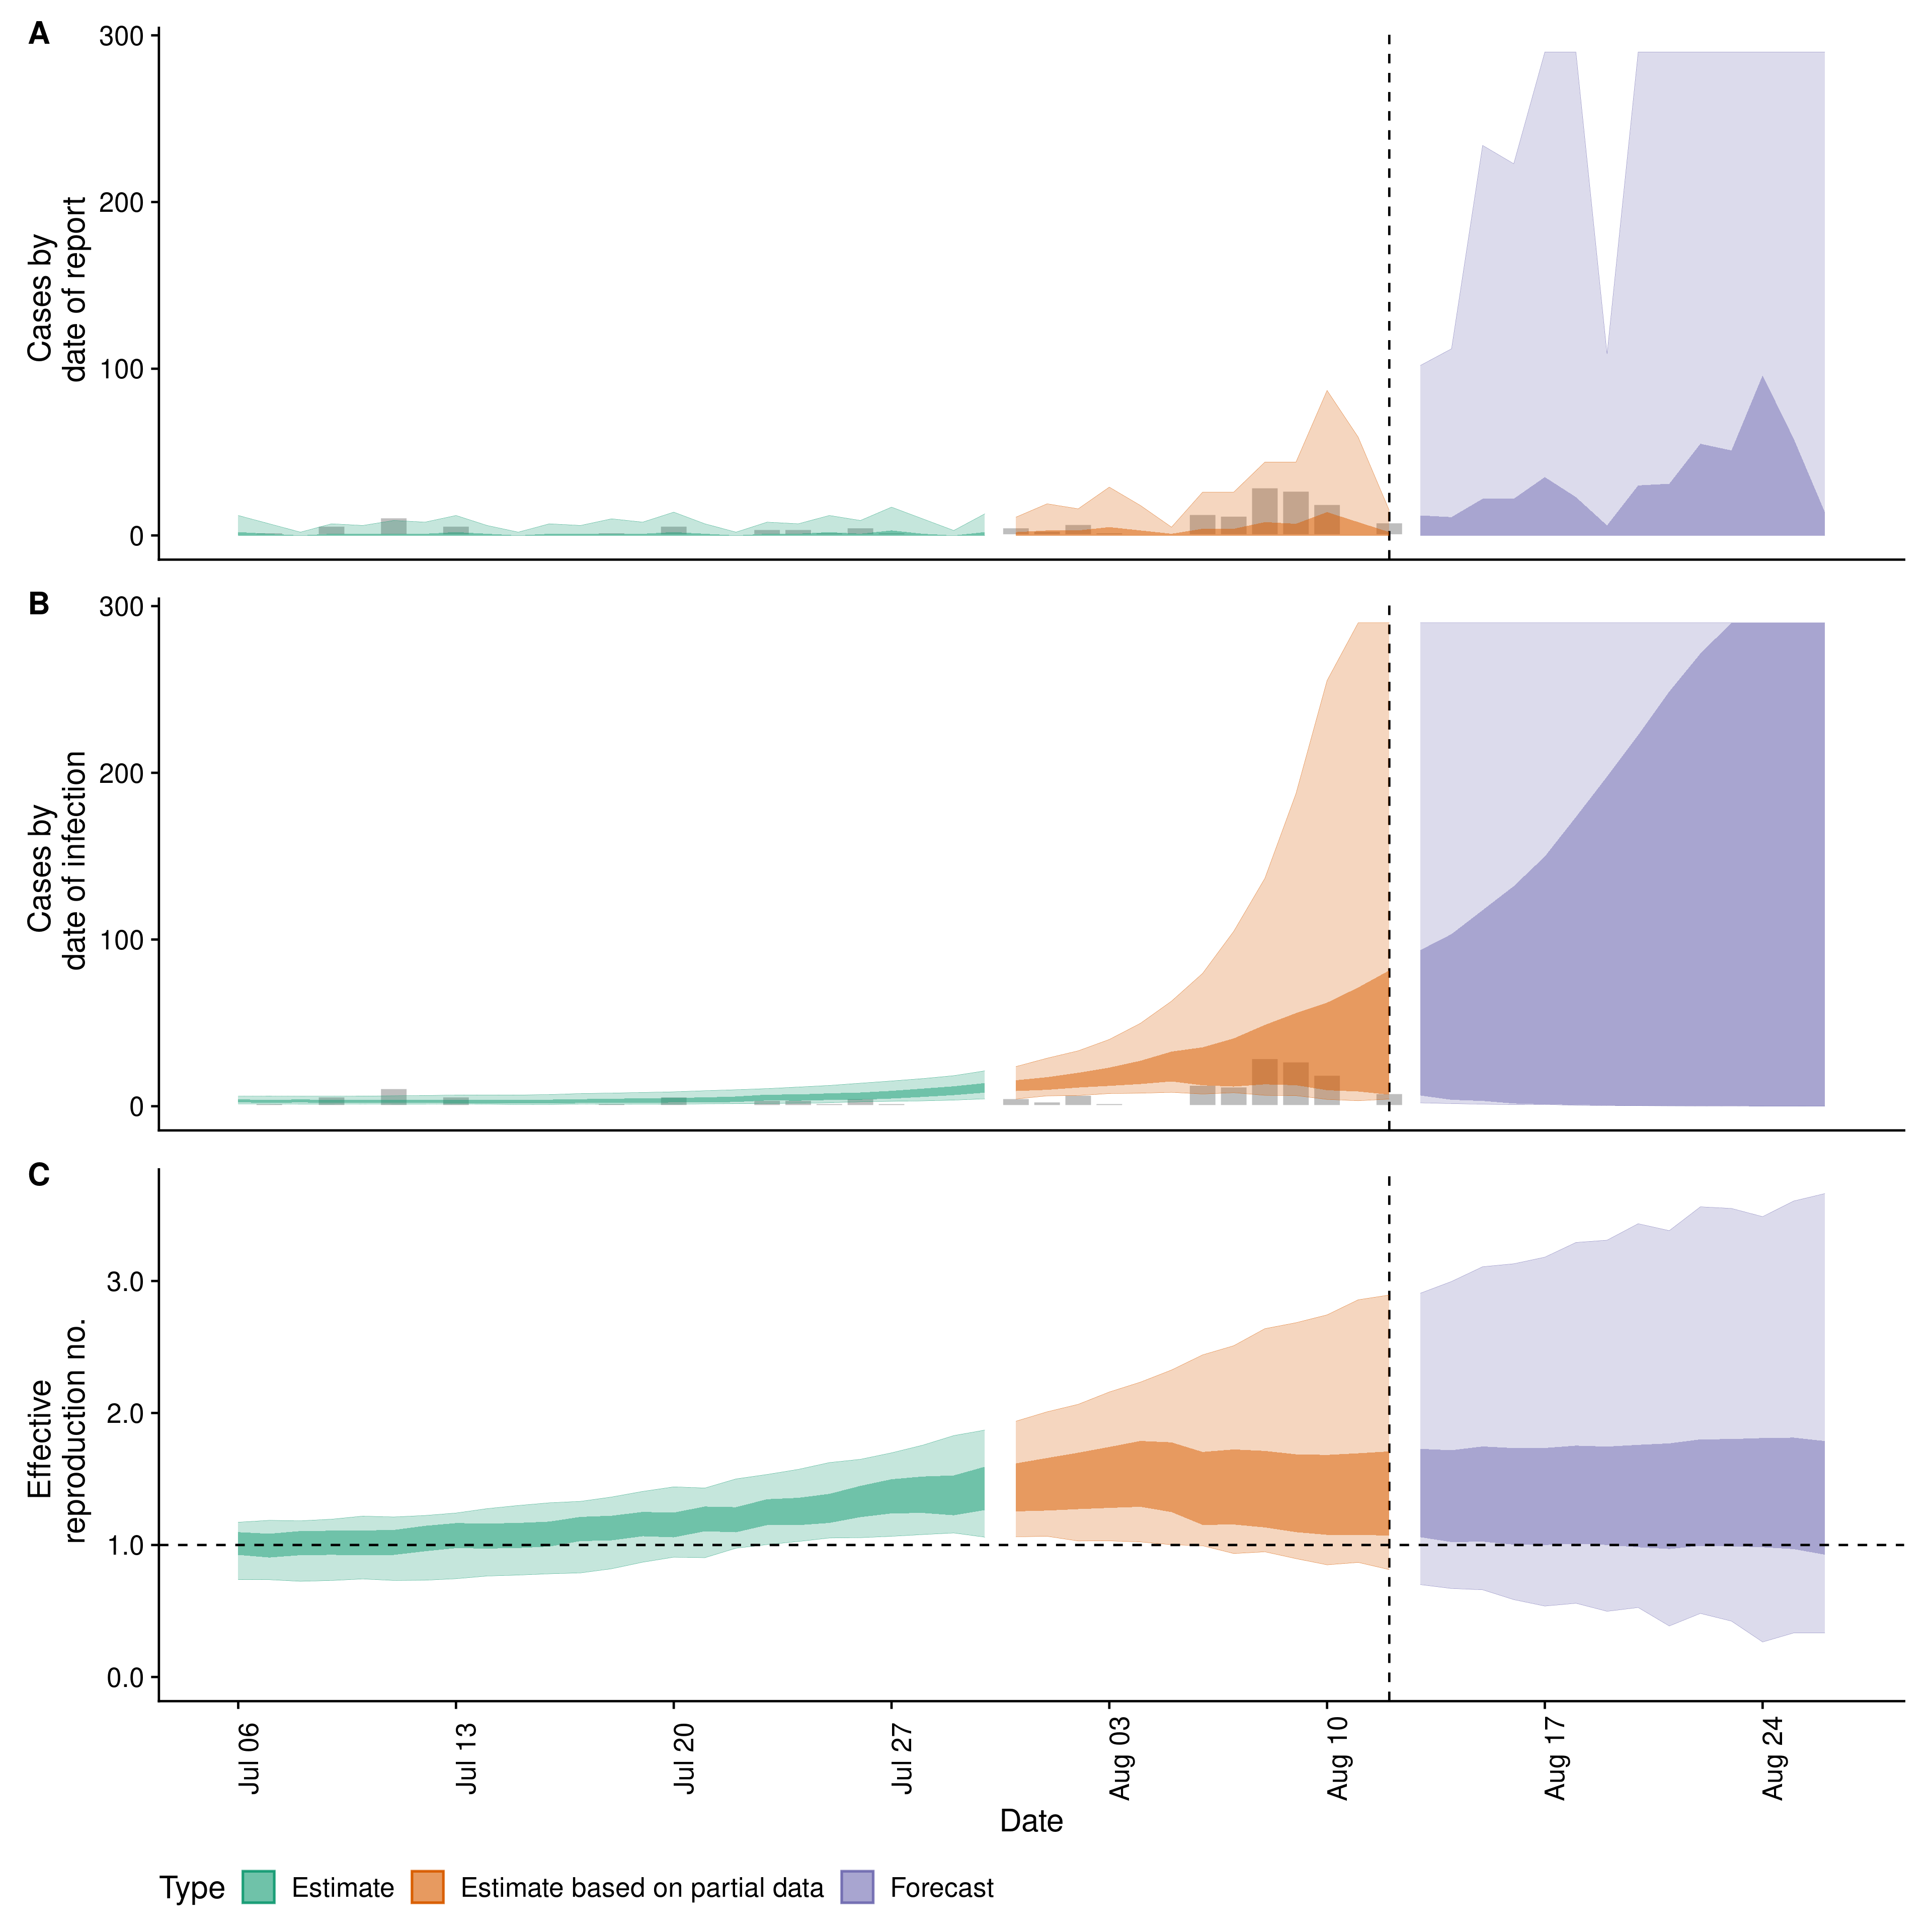 A
300
200
100
0
Cases by
date of report
B
300
200
100
0
Cases by
date of infection
C
3.0
2.0
1.0
0.0
Effective
reproduction no.
Jul 06
Jul 13
Jul 20
Jul 27
Aug 03
Aug 10
Aug 17
Aug 24
Date
Type Estimate Estimate based on partial data Forecast